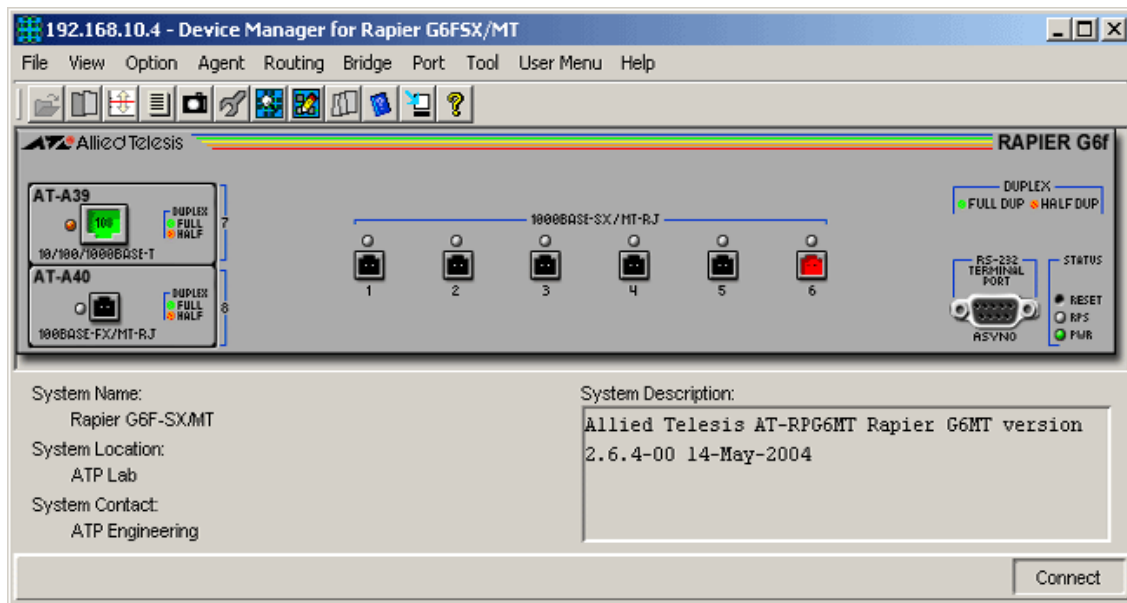 192.168.10.4 - Device Manager for Rapier G6FSX/MT
File View Option Agent Routing Bridge Port Tool User Menu Help
Allied Telesis
RAPIER G6f
AT-A39
100
DUPLEX
FULL
HALF
7
10/100/1000BASE-T
AT-A40
DUPLEX
FULL
HALF
8
100BASE-FX/MT-RJ
1000BASE-SX/MT-RJ
1 2 3 4 5 6
DUPLEX
FULL DUP HALF DUP
RS-232
TERMINAL
PORT
ASYN0
STATUS
RESET
RPS
PWR
System Name:
Rapier G6F-SX/MT
System Location:
ATP Lab
System Contact:
ATP Engineering
System Description:
Allied Telesis AT-RPG6MT Rapier G6MT version
2.6.4-00 14-May-2004
Connect